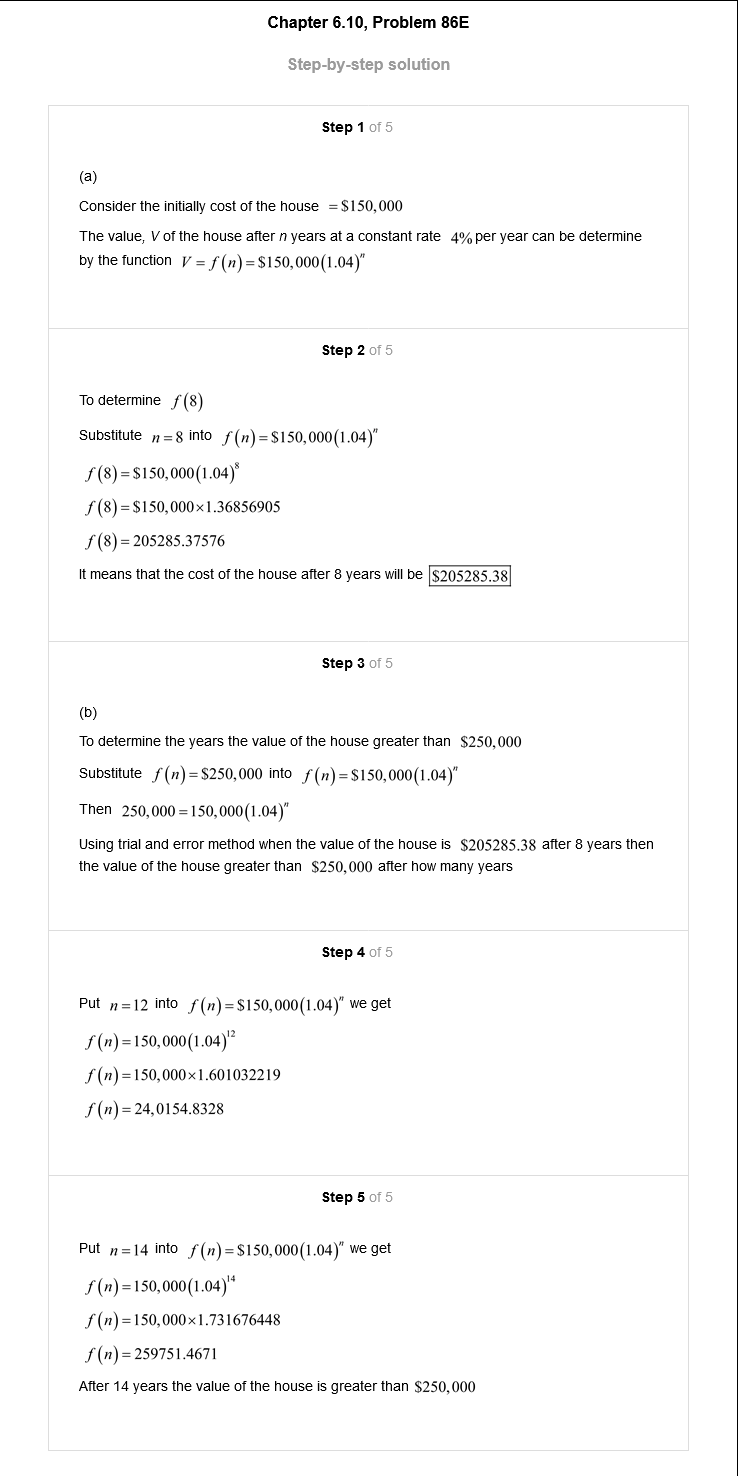 Chapter 6.10, Problem 86E
Step-by-step solution
Step 1 of 5
(a)
Consider the initially cost of the house = $150,000
The value, V of the house after n years at a constant rate 4% per year can be determine
by the function V = f(n) = $150,000(1.04)^n
Step 2 of 5
To determine f(8)
Substitute n = 8 into f(n) = $150,000(1.04)^n
f(8) = $150,000(1.04)^8
f(8) = $150,000×1.36856905
f(8) = 205285.37576
It means that the cost of the house after 8 years will be $205285.38
Step 3 of 5
(b)
To determine the years the value of the house greater than $250,000
Substitute f(n) = $250,000 into f(n) = $150,000(1.04)^n
Then 250,000 = 150,000(1.04)^n
Using trial and error method when the value of the house is $205285.38 after 8 years then
the value of the house greater than $250,000 after how many years
Step 4 of 5
Put n = 12 into f(n) = $150,000(1.04)^n we get
f(n) = 150,000(1.04)^12
f(n) = 150,000×1.601032219
f(n) = 24,0154.8328
Step 5 of 5
Put n = 14 into f(n) = $150,000(1.04)^n we get
f(n) = 150,000(1.04)^14
f(n) = 150,000×1.731676448
f(n) = 259751.4671
After 14 years the value of the house is greater than $250,000